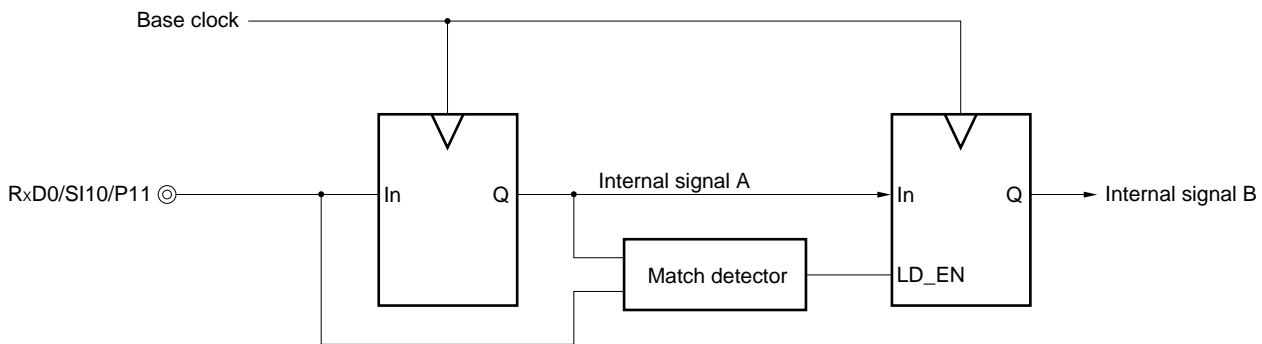 Base clock
RxD0/SI10/P11
In
Q
Internal signal A
In
Q
Internal signal B
Match detector
LD_EN